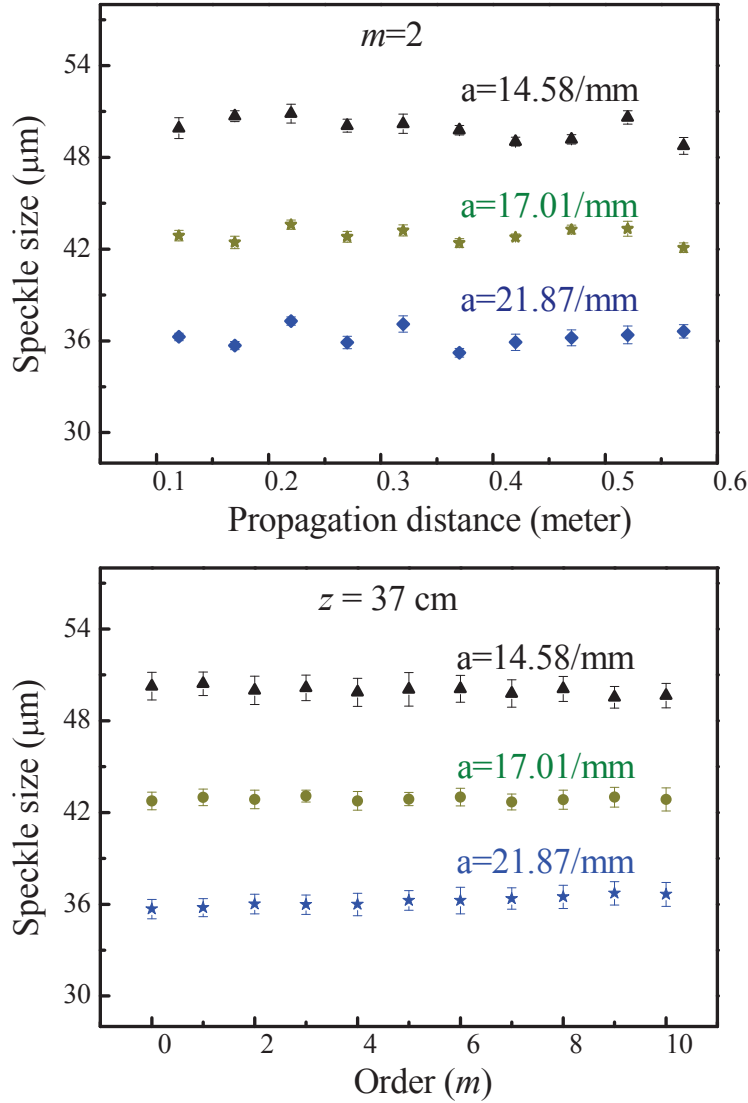 m=2
54
a=14.58/mm
48
a=17.01/mm
42
a=21.87/mm
36
30
Speckle size (μm)
0.1 0.2 0.3 0.4 0.5 0.6
Propagation distance (meter)
z = 37 cm
54
a=14.58/mm
48
a=17.01/mm
42
a=21.87/mm
36
30
Speckle size (μm)
0 2 4 6 8 10
Order (m)